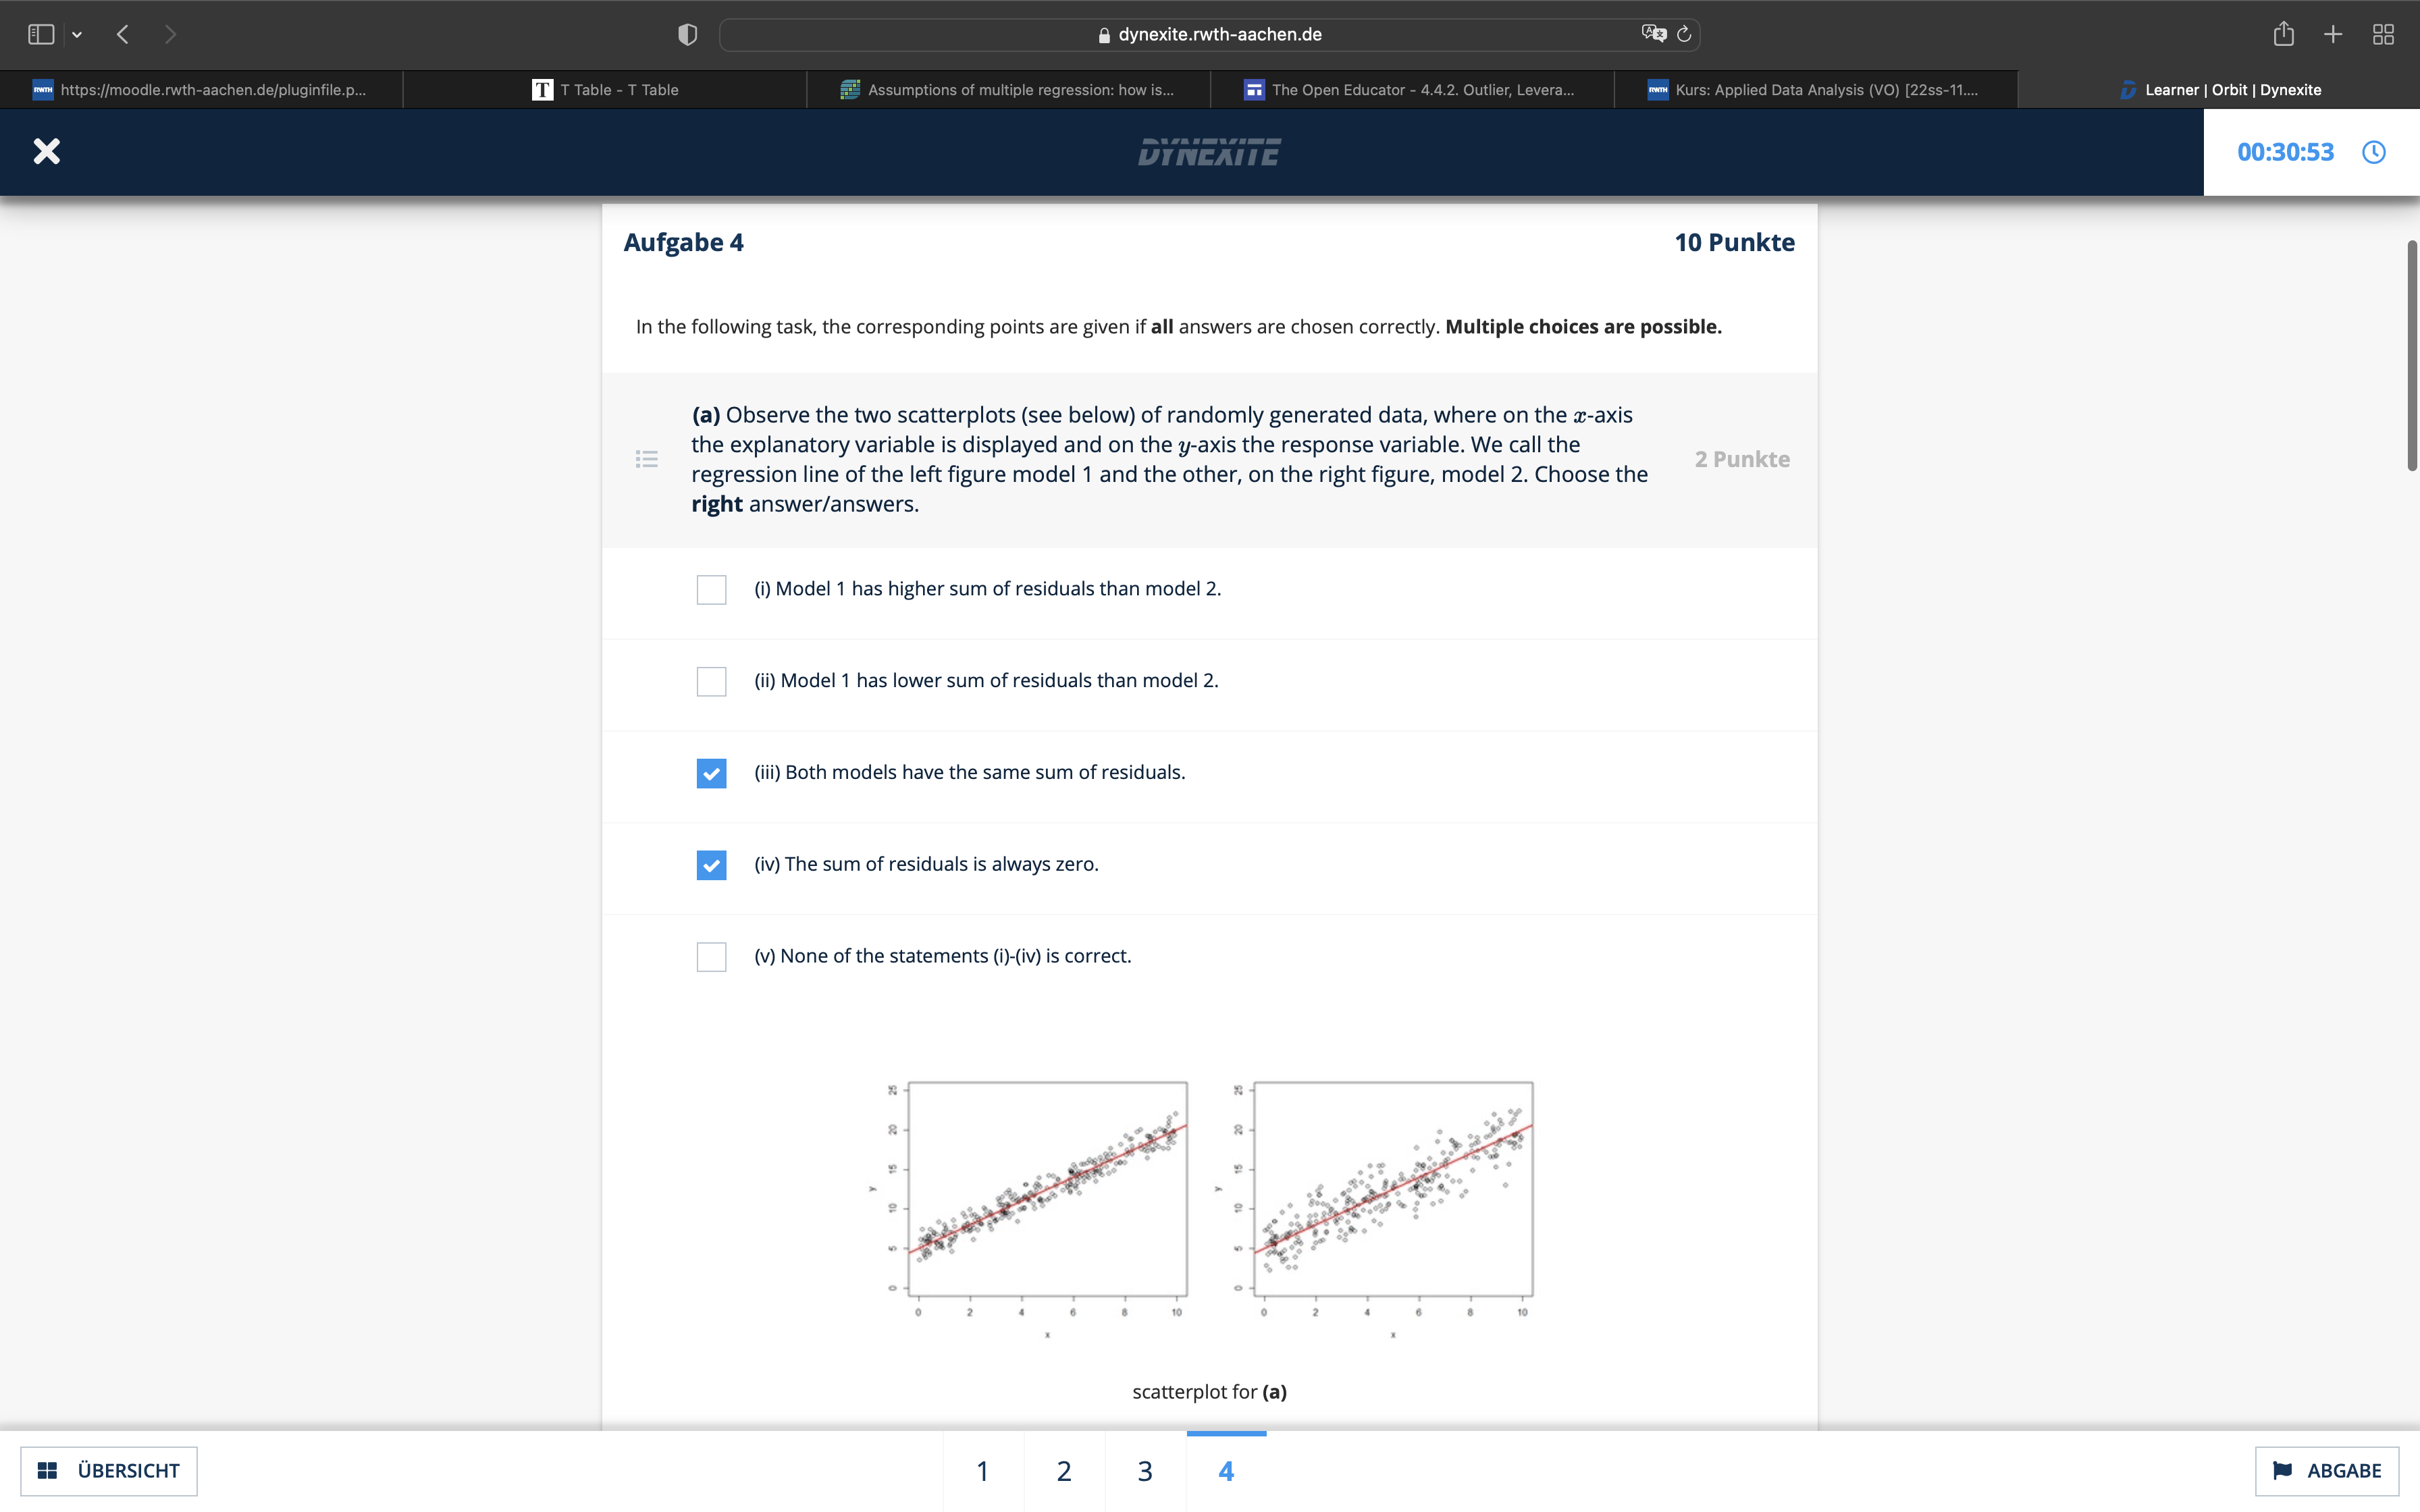 dynexite.rwth-aachen.de
RWTH https://moodle.rwth-aachen.de/pluginfile.p...
T T Table - T Table
Assumptions of multiple regression: how is...
The Open Educator - 4.4.2. Outlier, Levera...
RWTH Kurs: Applied Data Analysis (VO) [22ss-11....
Learner | Orbit | Dynexite
DYNEXITE
00:30:53
Aufgabe 4
10 Punkte
In the following task, the corresponding points are given if all answers are chosen correctly. Multiple choices are possible.
(a) Observe the two scatterplots (see below) of randomly generated data, where on the x-axis
the explanatory variable is displayed and on the y-axis the response variable. We call the
regression line of the left figure model 1 and the other, on the right figure, model 2. Choose the
right answer/answers.
2 Punkte
(i) Model 1 has higher sum of residuals than model 2.
(ii) Model 1 has lower sum of residuals than model 2.
(iii) Both models have the same sum of residuals.
(iv) The sum of residuals is always zero.
(v) None of the statements (i)-(iv) is correct.
25
20
15
10
5
0
y
0 2 4 6 8 10
x
25
20
15
10
5
0
y
0 2 4 6 8 10
x
scatterplot for (a)
ÜBERSICHT
1 2 3 4
ABGABE